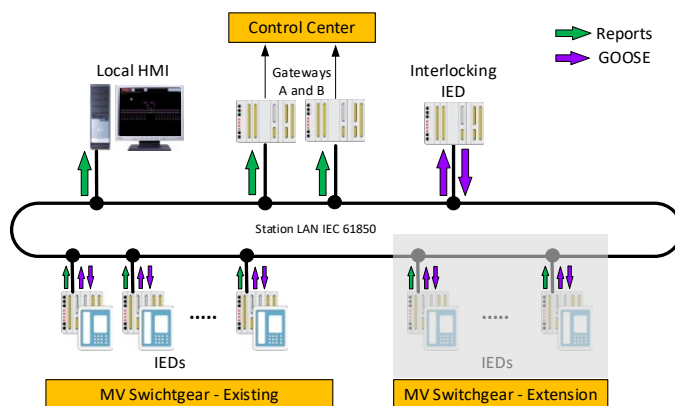 Control Center
Reports
GOOSE
Local HMI
Gateways
A and B
Interlocking
IED
Station LAN IEC 61850
.....
.....
IEDs
IEDs
MV Swichtgear - Existing
MV Switchgear - Extension